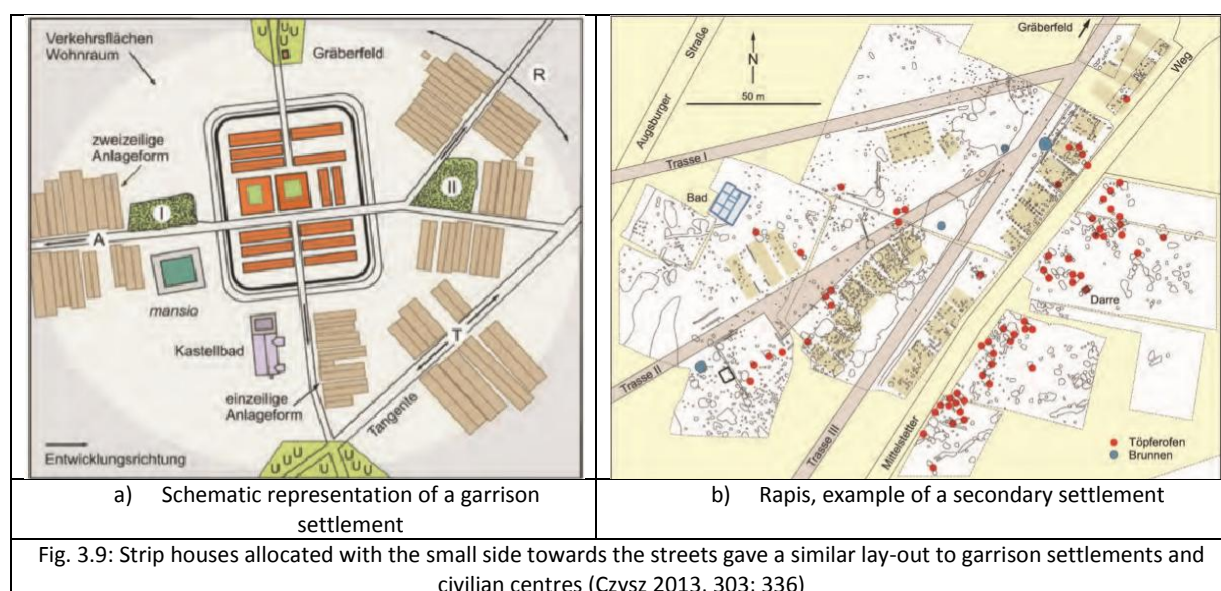 Verkehrsflächen
Wohnraum
Gräberfeld
R
zweizeilige
Anlageform
I
II
A
mansio
Kastellbad
T
einzeilige
Anlageform
Tangente
Entwicklungsrichtung
Gräberfeld
Augsburger Straße
N
50 m
Weg
Trasse I
Bad
Darre
Trasse II
Trasse III
Mittelstetter
Töpferofen
Brunnen
a) Schematic representation of a garrison
settlement
b) Rapis, example of a secondary settlement
Fig. 3.9: Strip houses allocated with the small side towards the streets gave a similar lay-out to garrison settlements and
civilian centres (Czysz 2013, 303; 336)